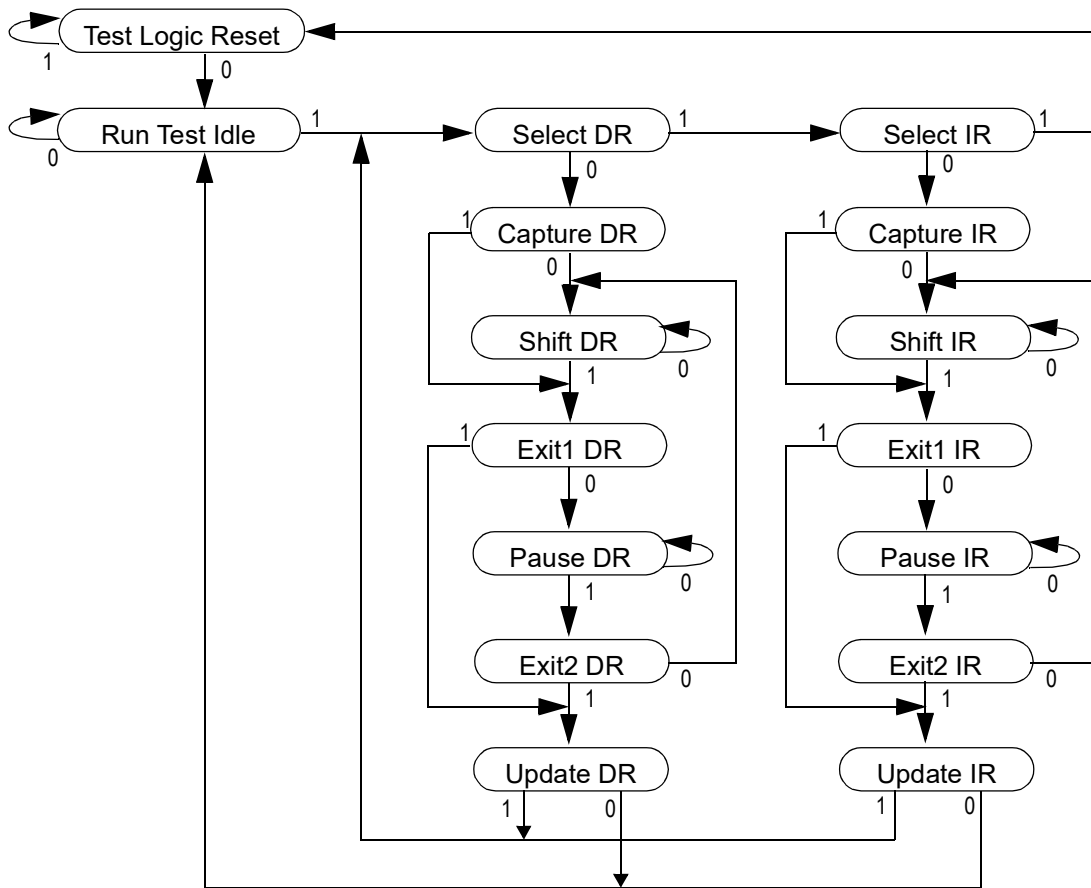 Test Logic Reset
1
0
Run Test Idle
1
0
Select DR
1
0
Select IR
1
0
1
Capture DR
0
1
Capture IR
0
Shift DR
0
1
Shift IR
0
1
1
Exit1 DR
0
1
Exit1 IR
0
Pause DR
0
1
Pause IR
0
1
Exit2 DR
0
1
Exit2 IR
0
1
Update DR
1
0
Update IR
1
0